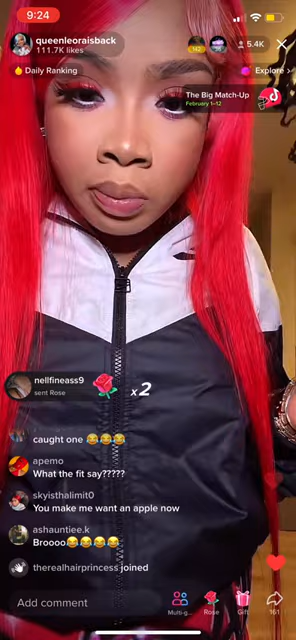 9:24
queenleoraisback
111.7K likes
142
5.4K
Daily Ranking
Explore >
The Big Match-Up
February 1–12
nellfineass9
sent Rose
x2
caught one 😂😂😂
apemo
What the fit say?????
skyisthalimit0
You make me want an apple now
ashauntiee.k
Broooo😂😂😂😂
therealhairprincess joined
Add comment
Multi-g...
Rose
Gift
161